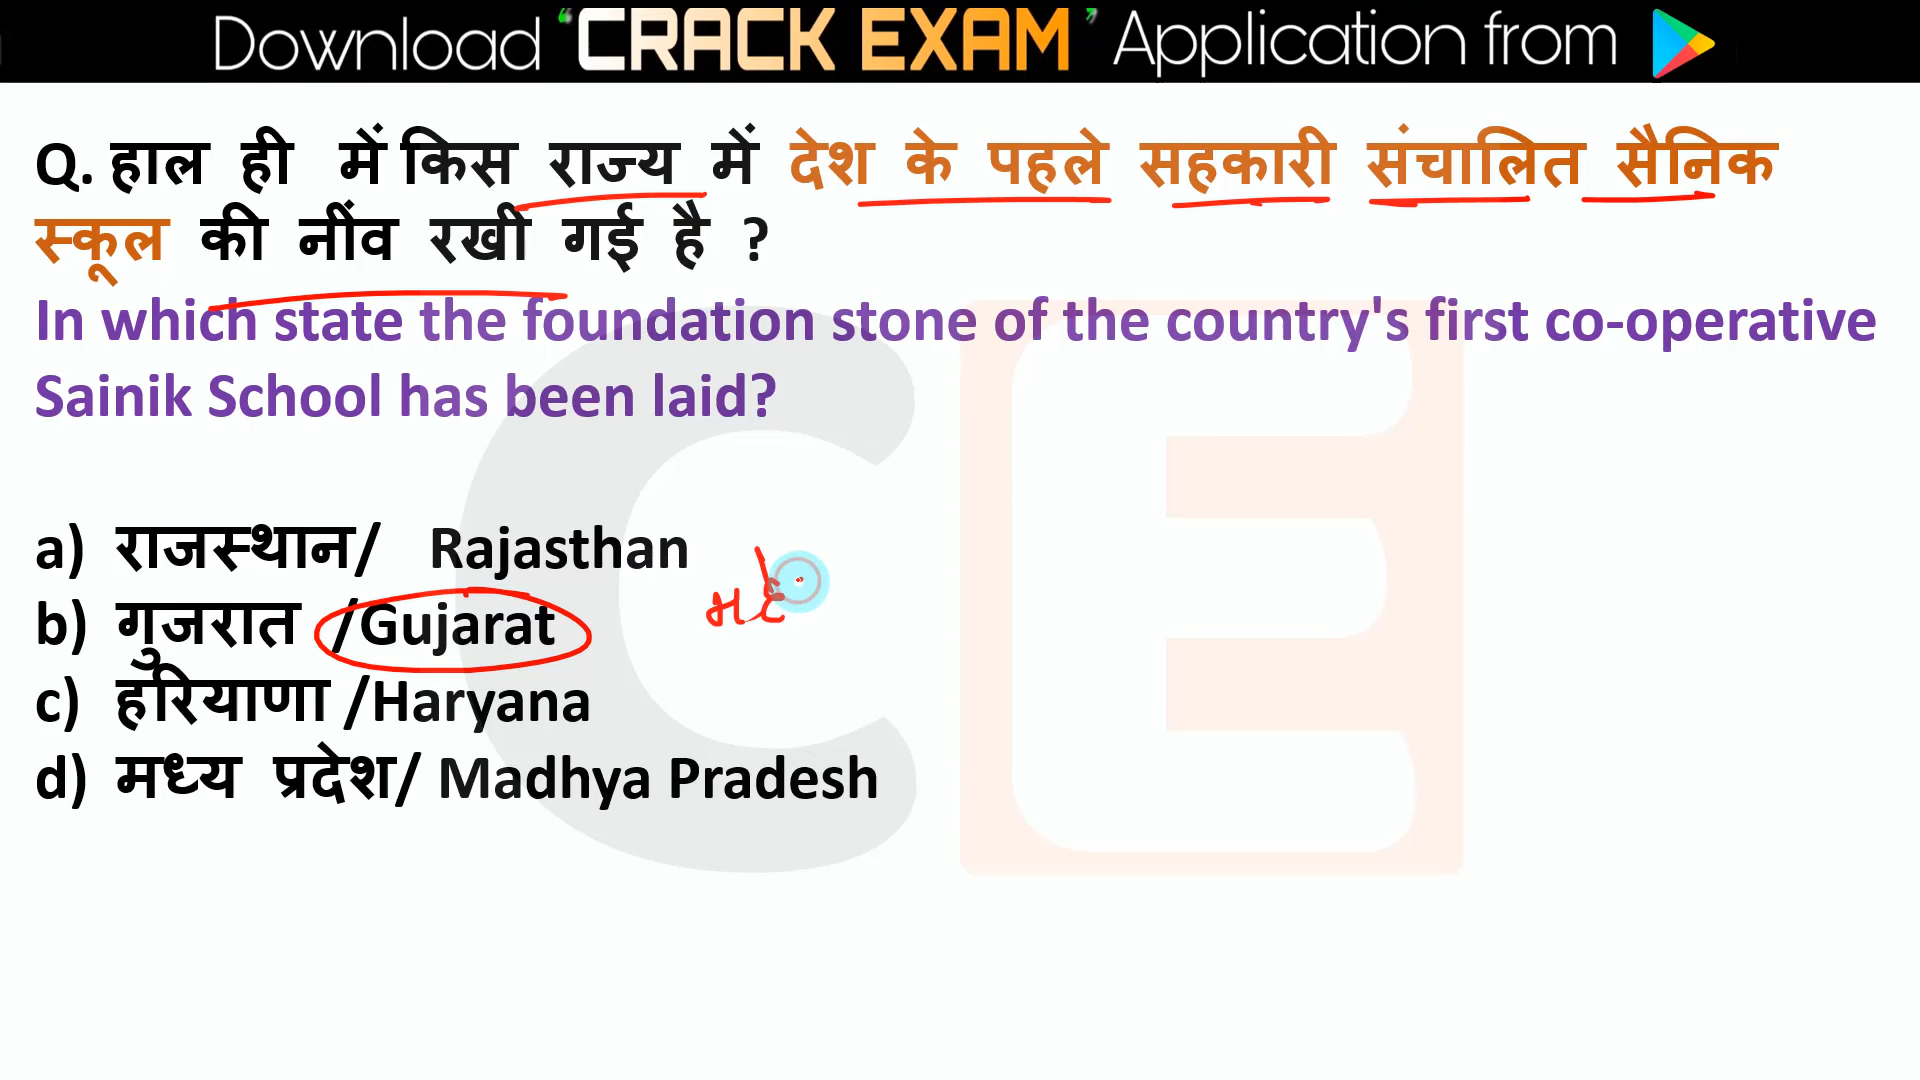 Download “CRACK EXAM” Application from
Q. हाल ही में किस राज्य में देश के पहले सहकारी संचालित सैनिक
स्कूल की नींव रखी गई है ?
In which state the foundation stone of the country's first co-operative
Sainik School has been laid?
a) राजस्थान/ Rajasthan
b) गुजरात /Gujarat
c) हरियाणा /Haryana
d) मध्य प्रदेश/ Madhya Pradesh
CE